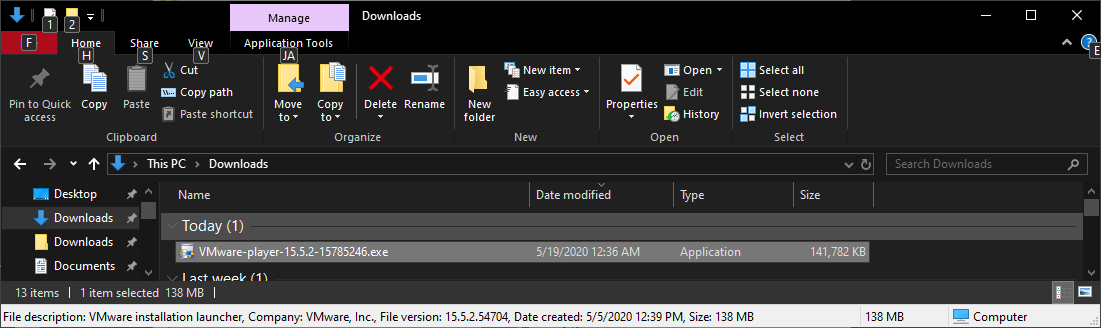 1 2 Manage Downloads
F Home Share View Application Tools E
H S V JA
Pin to Quick access
Copy
Paste
Cut
Copy path
Paste shortcut
Clipboard
Move to
Copy to
Delete
Rename
Organize
New folder
New item
Easy access
New
Properties
Open
Edit
History
Open
Select all
Select none
Invert selection
Select
This PC Downloads Search Downloads
Desktop
Downloads
Downloads
Documents
Name Date modified Type Size
Today (1)
VMware-player-15.5.2-15785246.exe 5/19/2020 12:36 AM Application 141,782 KB
Last week (1)
13 items 1 item selected 138 MB
File description: VMware installation launcher, Company: VMware, Inc., File version: 15.5.2.54704, Date created: 5/5/2020 12:39 PM, Size: 138 MB 138 MB Computer